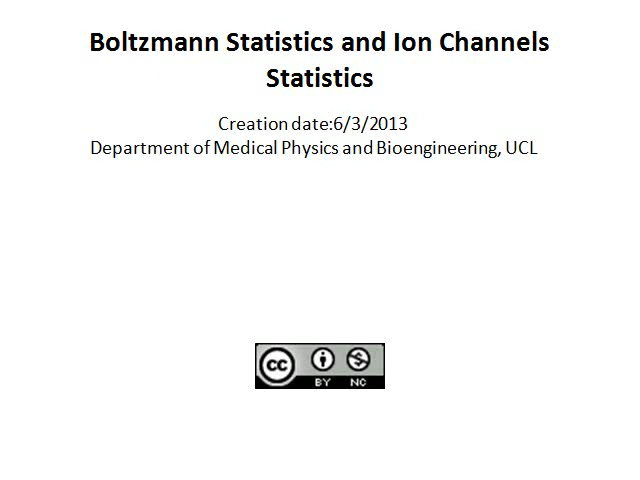 Boltzmann Statistics and Ion Channels
Statistics
Creation date:6/3/2013
Department of Medical Physics and Bioengineering, UCL
cc
BY NC